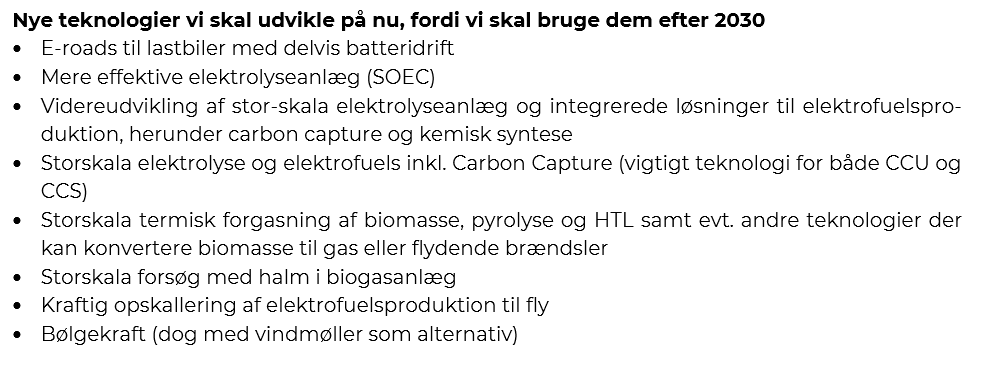 Nye teknologier vi skal udvikle på nu, fordi vi skal bruge dem efter 2030
• E-roads til lastbiler med delvis batteridrift
• Mere effektive elektrolyseanlæg (SOEC)
• Videreudvikling af stor-skala elektrolyseanlæg og integrerede løsninger til elektrofuelspro-
duktion, herunder carbon capture og kemisk syntese
• Storskala elektrolyse og elektrofuels inkl. Carbon Capture (vigtigt teknologi for både CCU og
CCS)
• Storskala termisk forgasning af biomasse, pyrolyse og HTL samt evt. andre teknologier der
kan konvertere biomasse til gas eller flydende brændsler
• Storskala forsøg med halm i biogasanlæg
• Kraftig opskallering af elektrofuelsproduktion til fly
• Bølgekraft (dog med vindmøller som alternativ)